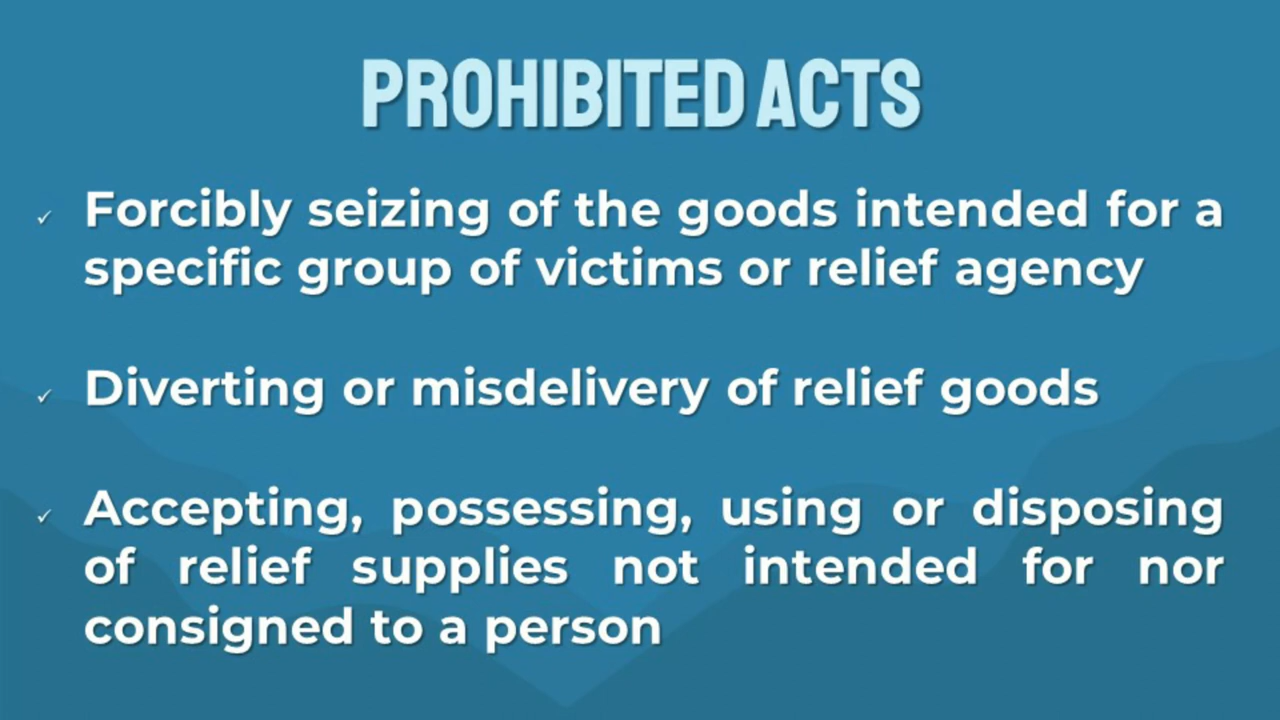 PROHIBITED ACTS
✓ Forcibly seizing of the goods intended for a
specific group of victims or relief agency
✓ Diverting or misdelivery of relief goods
✓ Accepting, possessing, using or disposing
of relief supplies not intended for nor
consigned to a person